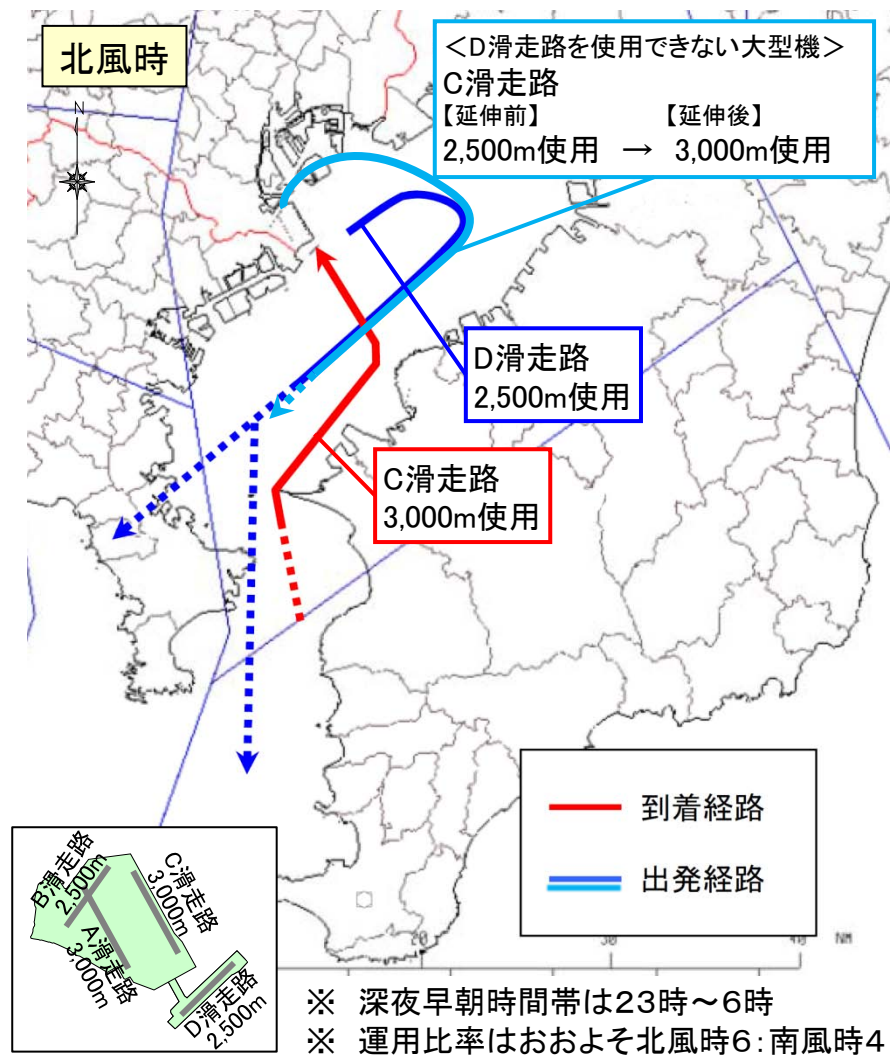 北風時
N
<D滑走路を使用できない大型機>
C滑走路
【延伸前】 【延伸後】
2,500m使用 → 3,000m使用
D滑走路
2,500m使用
C滑走路
3,000m使用
到着経路
出発経路
20 30 40 NM
B滑走路
2,500m
A滑走路
3,000m
C滑走路
3,000m
D滑走路
2,500m
※ 深夜早朝時間帯は23時~6時
※ 運用比率はおおよそ北風時6:南風時4